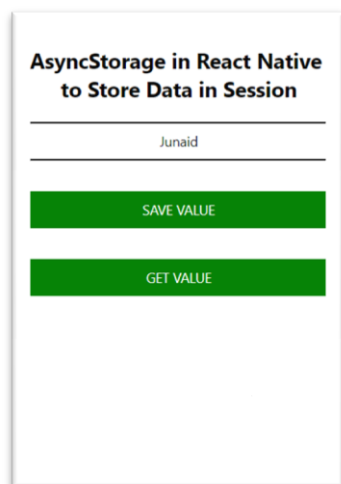 AsyncStorage in React Native
to Store Data in Session
Junaid
SAVE VALUE
GET VALUE